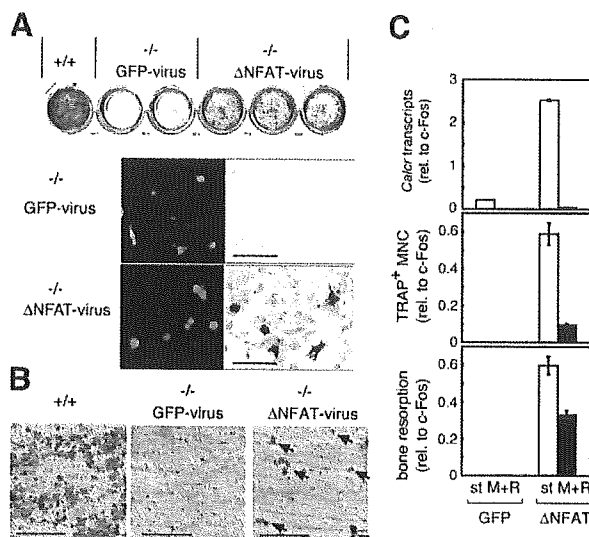 A
+/+
-/-
GFP-virus
-/-
ΔNFAT-virus
-/-
GFP-virus
-/-
ΔNFAT-virus
B
+/+
-/-
GFP-virus
-/-
ΔNFAT-virus
C
Calcr transcripts
(rel. to c-Fos)
3
2
1
0
TRAP+ MNC
(rel. to c-Fos)
0.6
0.4
0.2
0
bone resorption
(rel. to c-Fos)
0.6
0.4
0.2
0
st M+R
st M+R
GFP
ΔNFAT